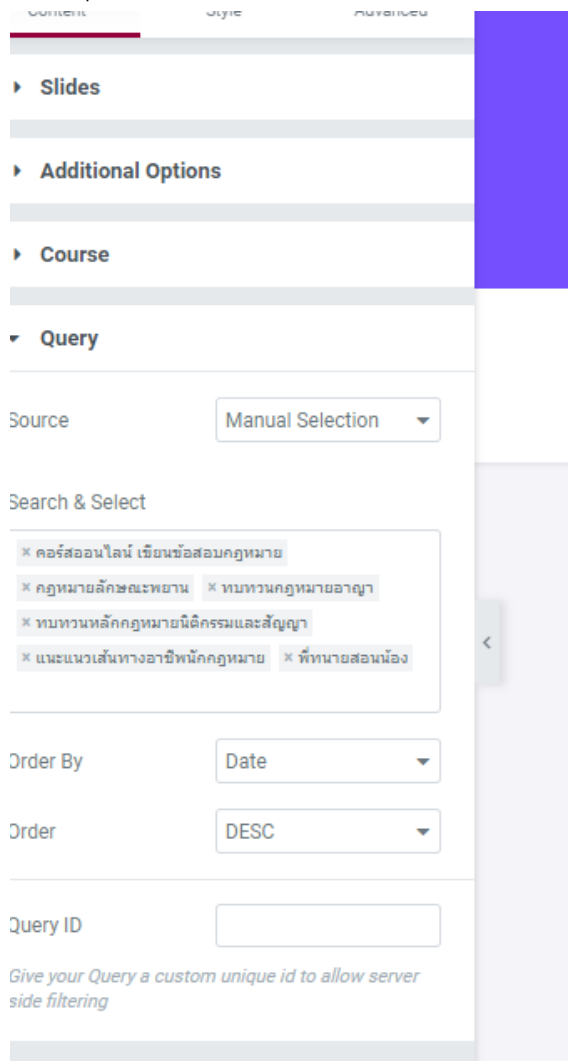 Content Style Advanced
Slides
Additional Options
Course
Query
Source Manual Selection
Search & Select
× คอร์สออนไลน์ เขียนข้อสอบกฎหมาย
× กฎหมายลักษณะพยาน × ทบทวนกฎหมายอาญา
× ทบทวนหลักกฎหมายนิติกรรมและสัญญา
× แนะแนวเส้นทางอาชีพนักกฎหมาย × พี่ทนายสอนน้อง
Order By Date
Order DESC
Query ID
Give your Query a custom unique id to allow server
side filtering